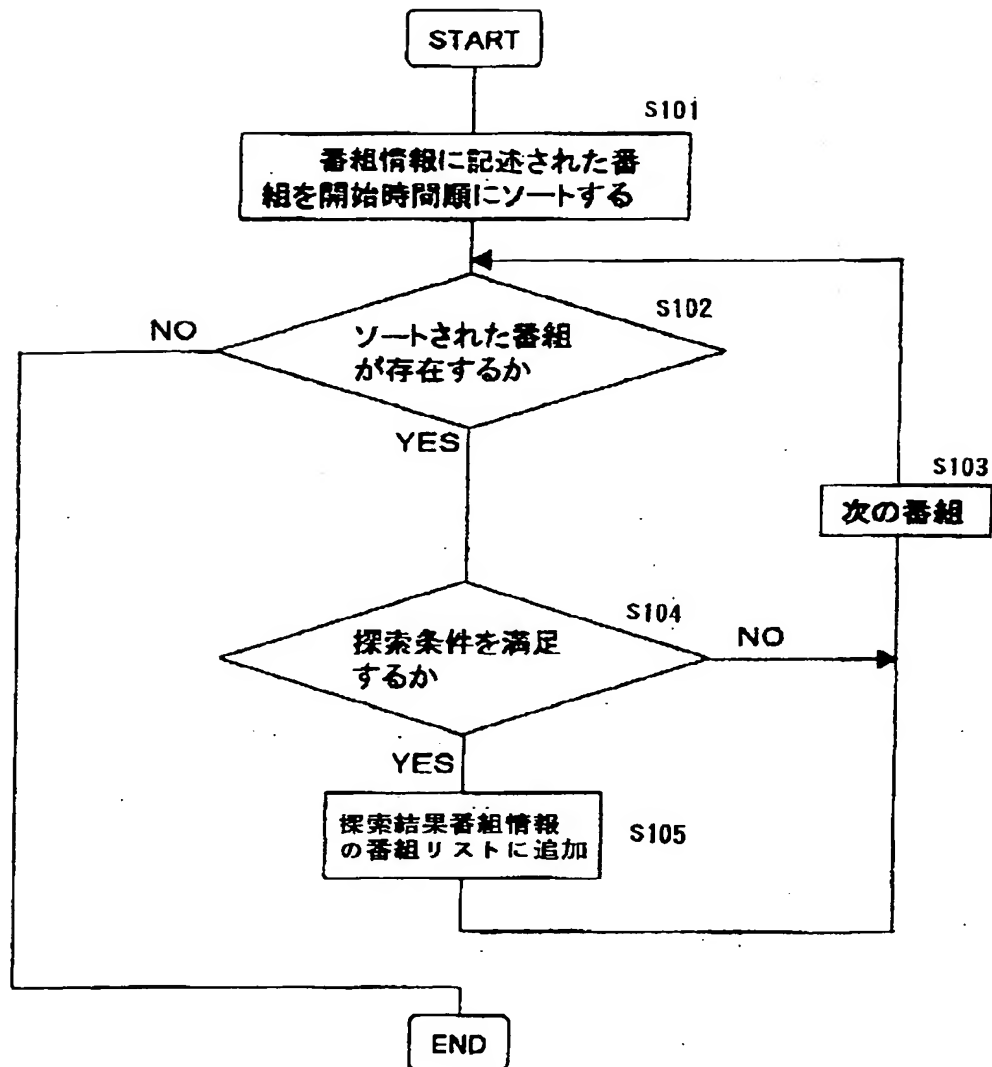 START
S101
番組情報に記述された番
組を開始時間順にソートする
S102
NO
ソートされた番組
が存在するか
YES
S103
次の番組
S104
探索条件を満足
するか
NO
YES
探索結果番組情報
の番組リストに追加
S105
END